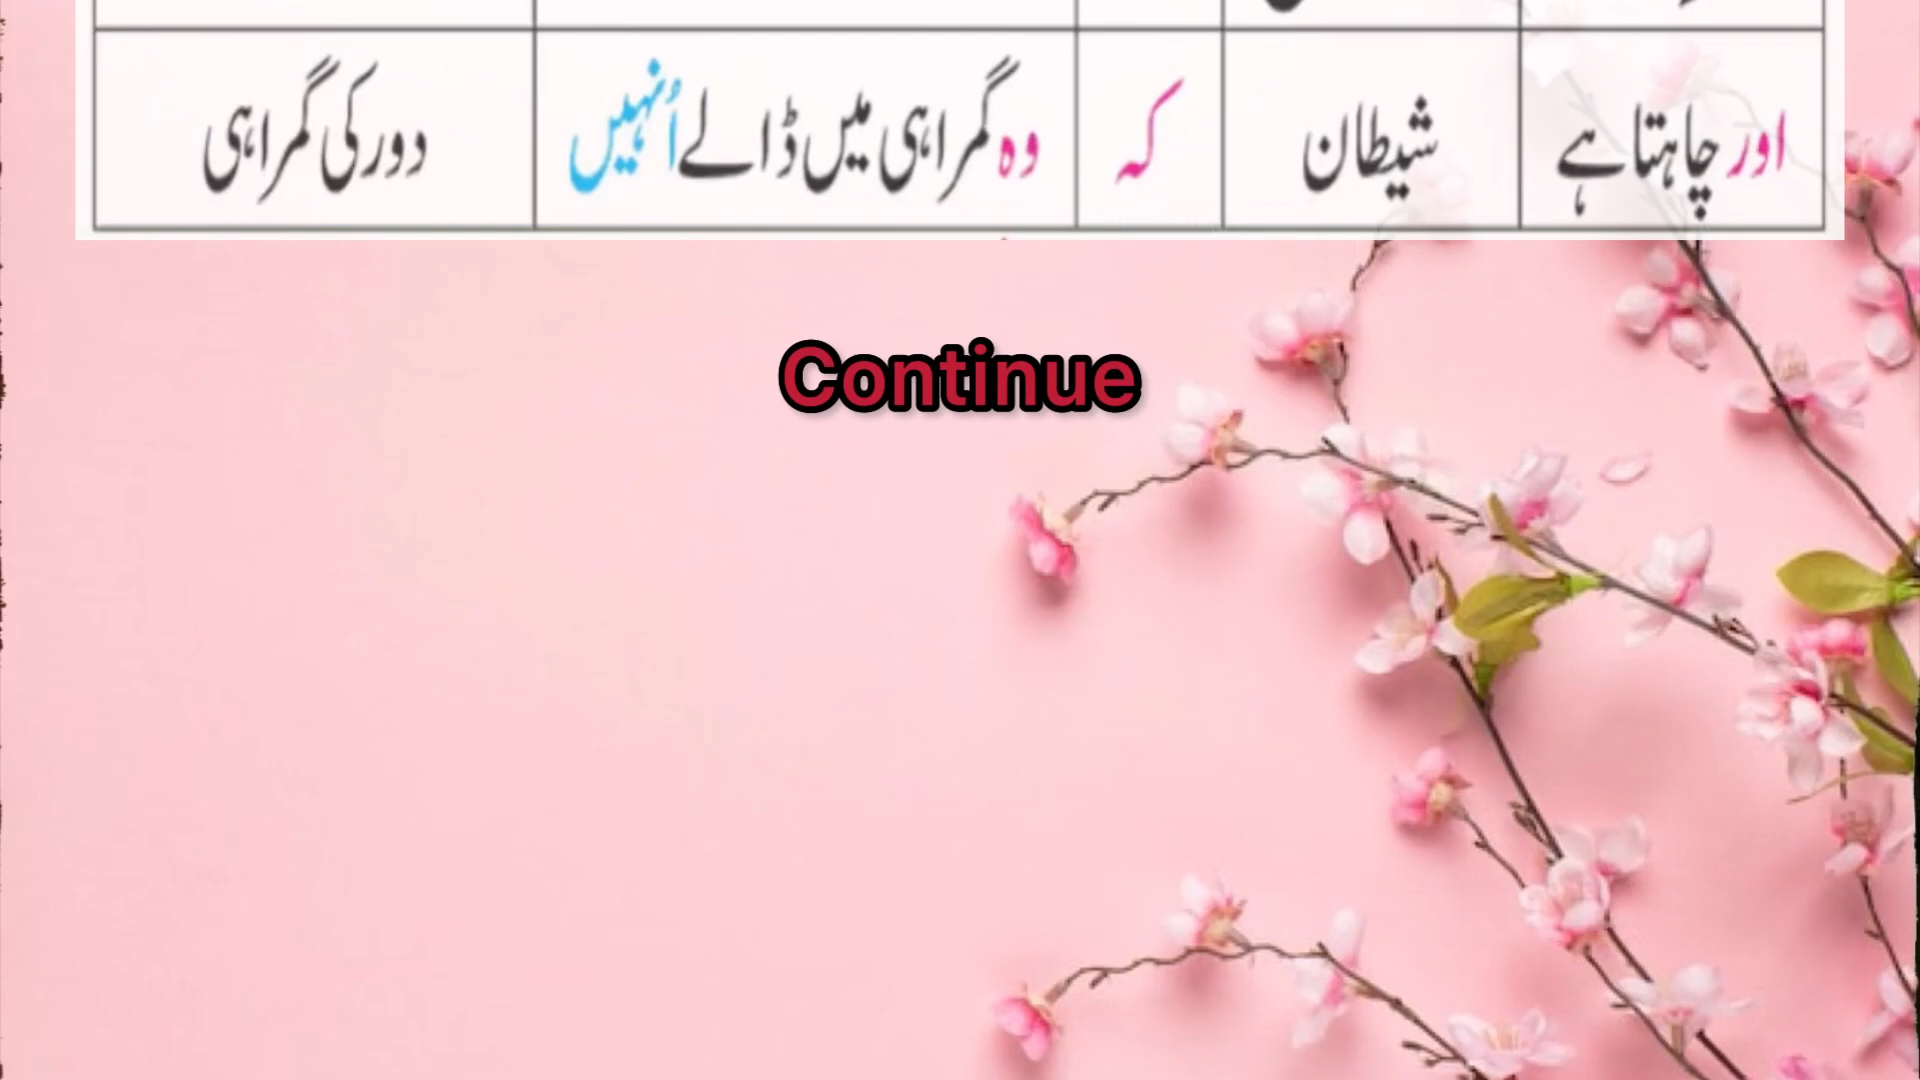 اور چاہتا ہے شیطان کہ وہ گمراہی میں ڈالے اُنہیں دور کی گمراہی
Continue